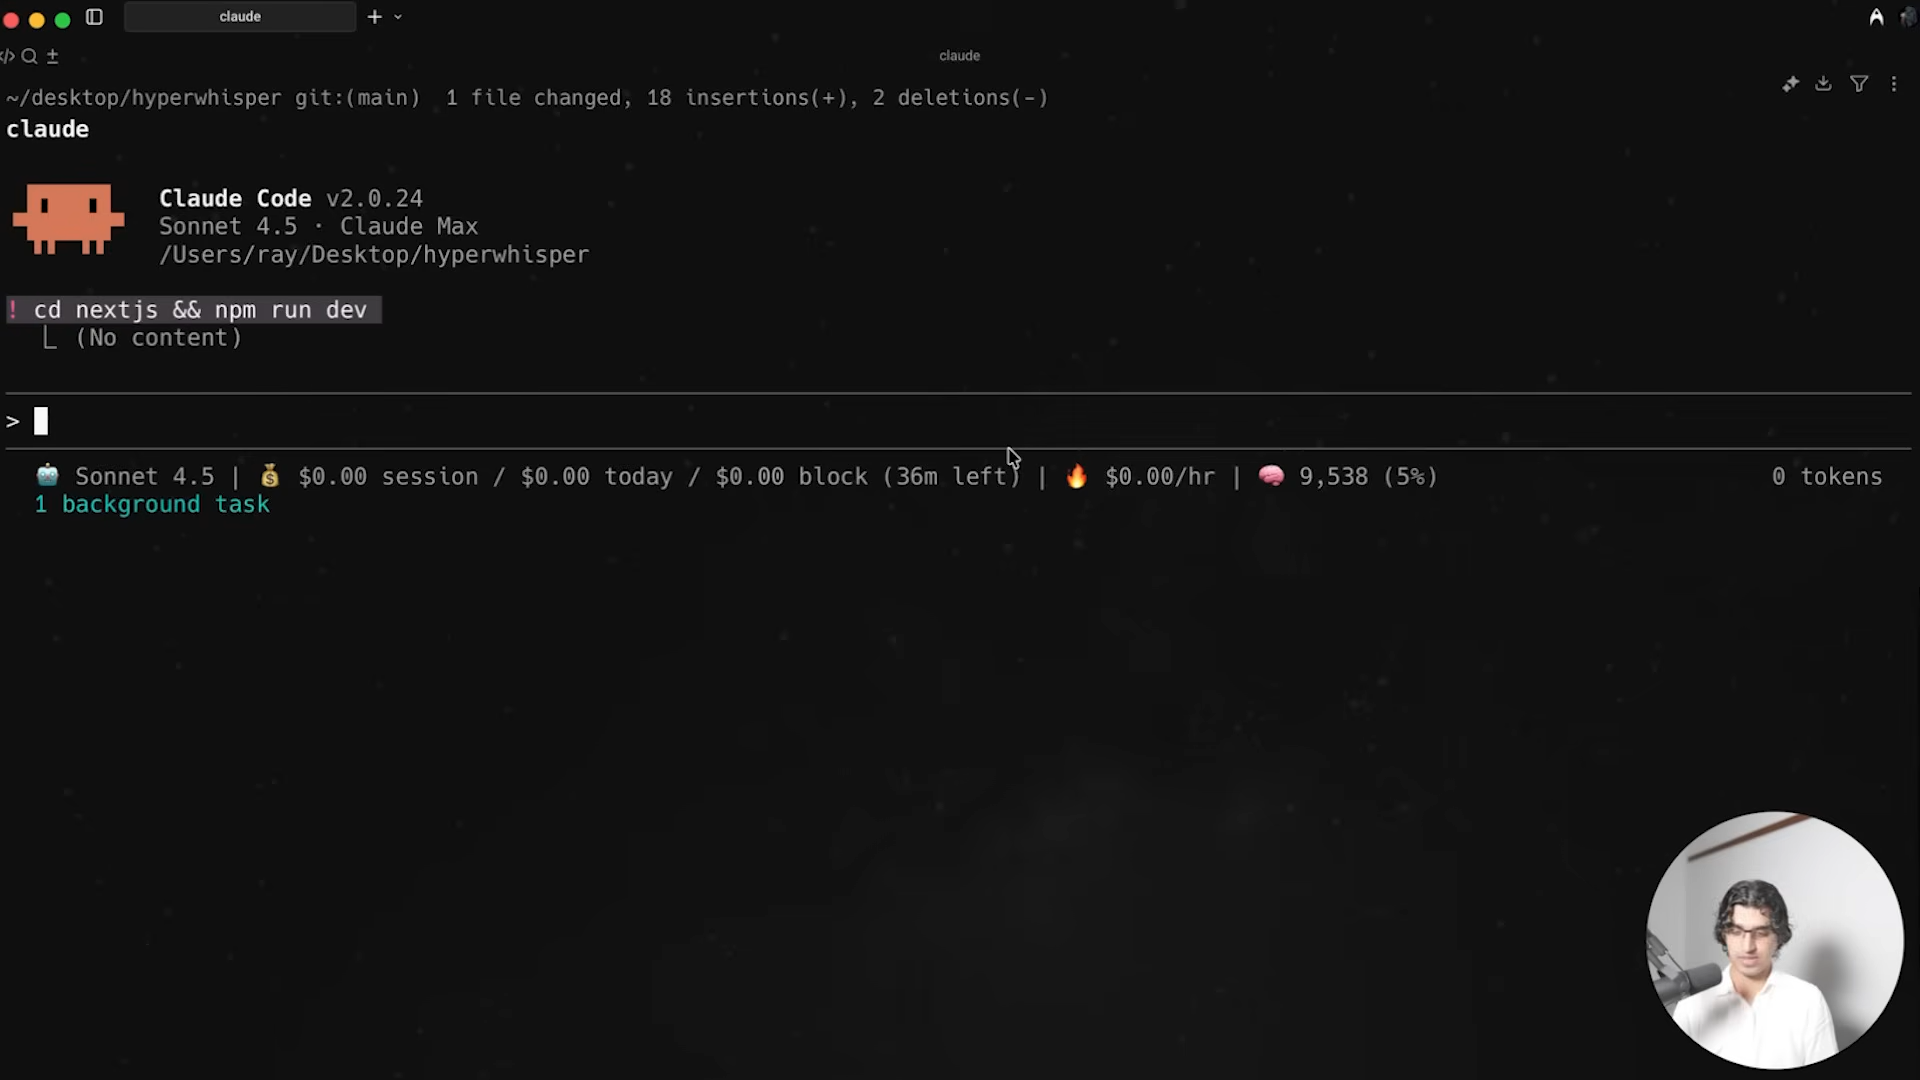 claude
claude
~/desktop/hyperwhisper git:(main) 1 file changed, 18 insertions(+), 2 deletions(-)
claude
Claude Code v2.0.24
Sonnet 4.5 · Claude Max
/Users/ray/Desktop/hyperwhisper
! cd nextjs && npm run dev
⎿ (No content)
>
🤖 Sonnet 4.5 | 💰 $0.00 session / $0.00 today / $0.00 block (36m left) | 🔥 $0.00/hr | 🧠 9,538 (5%) 0 tokens
1 background task